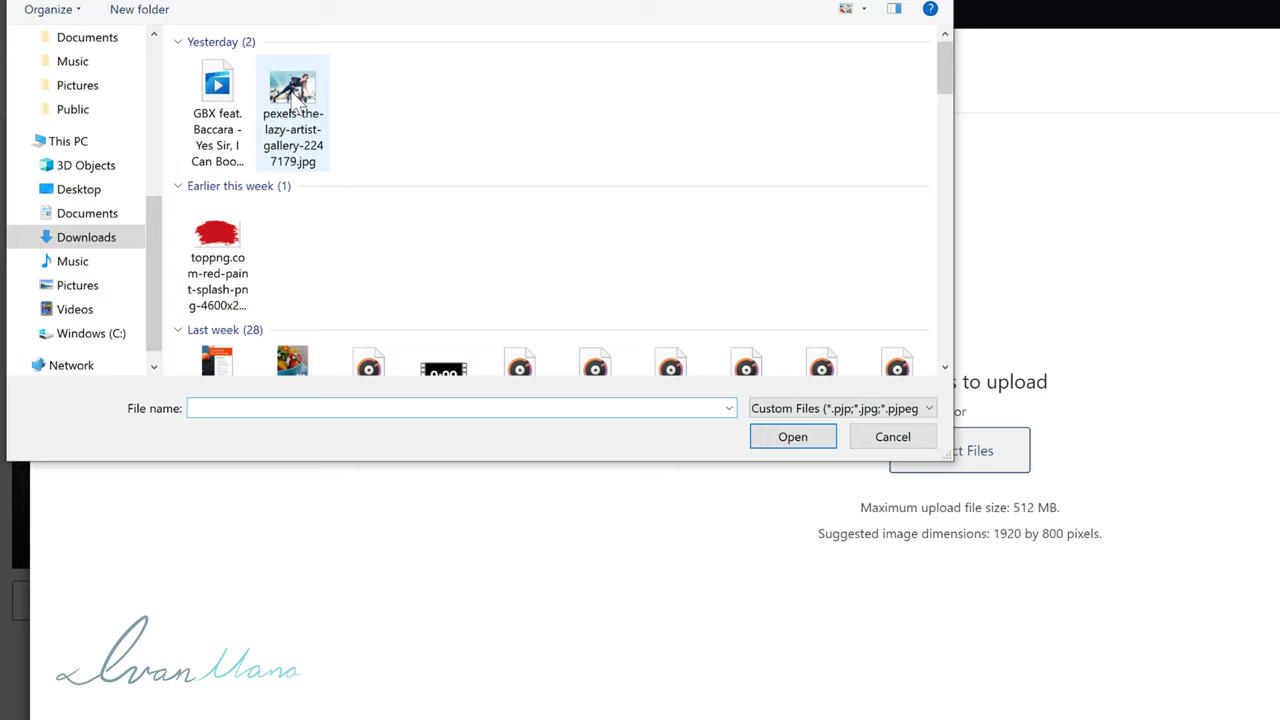 Organize
New folder
Documents
Music
Pictures
Public
This PC
3D Objects
Desktop
Documents
Downloads
Music
Pictures
Videos
Windows (C:)
Network
Yesterday (2)
GBX feat.
Baccara -
Yes Sir, I
Can Boo...
pexels-the-
lazy-artist-
gallery-224
7179.jpg
Earlier this week (1)
toppng.co
m-red-pain
t-splash-pn
g-4600x2...
Last week (28)
0:00
File name:
Custom Files (*.pjp;*.jpg;*.pjpeg
Open
Cancel
s to upload
or
ct Files
Maximum upload file size: 512 MB.
Suggested image dimensions: 1920 by 800 pixels.
Ivan Mana